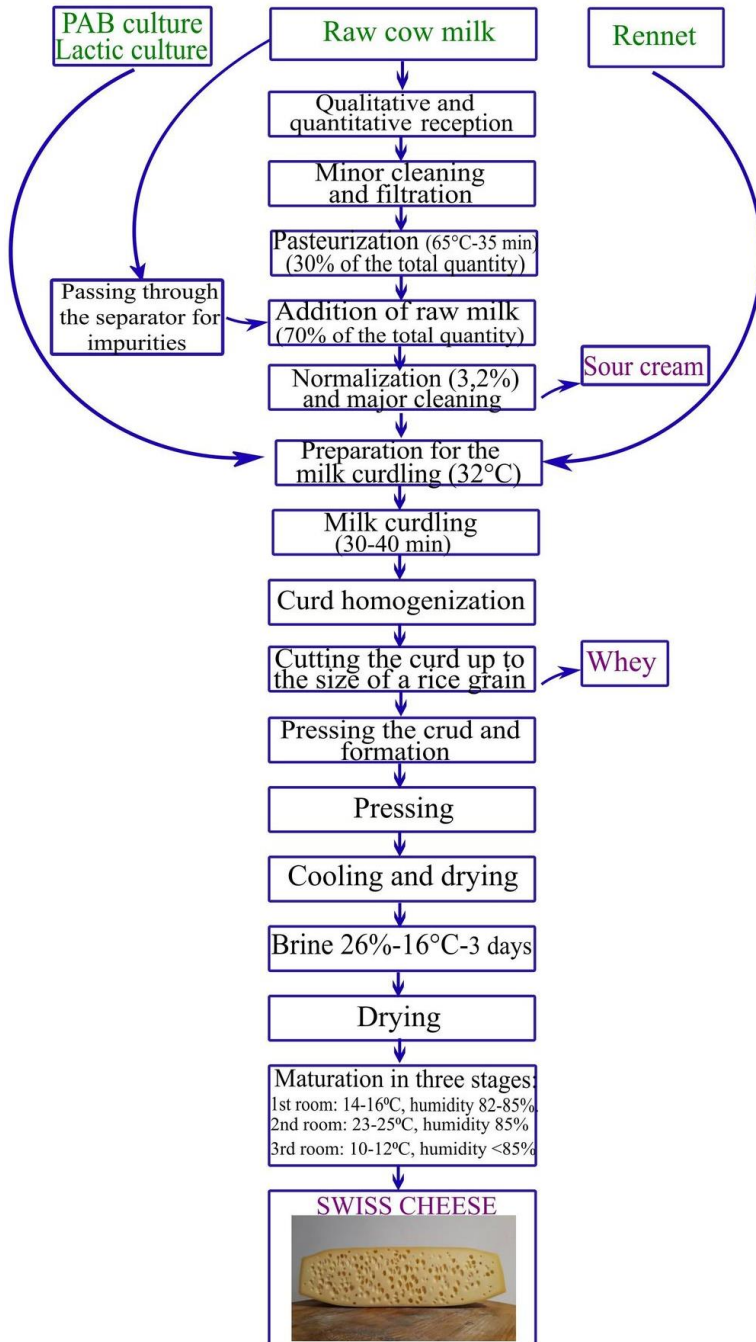 PAB culture
Lactic culture
Raw cow milk
Rennet
Qualitative and
quantitative reception
Minor cleaning
and filtration
Pasteurization (65°C-35 min)
(30% of the total quantity)
Passing through
the separator for
impurities
Addition of raw milk
(70% of the total quantity)
Normalization (3,2%)
and major cleaning
Sour cream
Preparation for the
milk curdling (32°C)
Milk curdling
(30-40 min)
Curd homogenization
Cutting the curd up to
the size of a rice grain
Whey
Pressing the crud and
formation
Pressing
Cooling and drying
Brine 26%-16°C-3 days
Drying
Maturation in three stages:
1st room: 14-16ºC, humidity 82-85%.
2nd room: 23-25ºC, humidity 85%
3rd room: 10-12ºC, humidity <85%
SWISS CHEESE